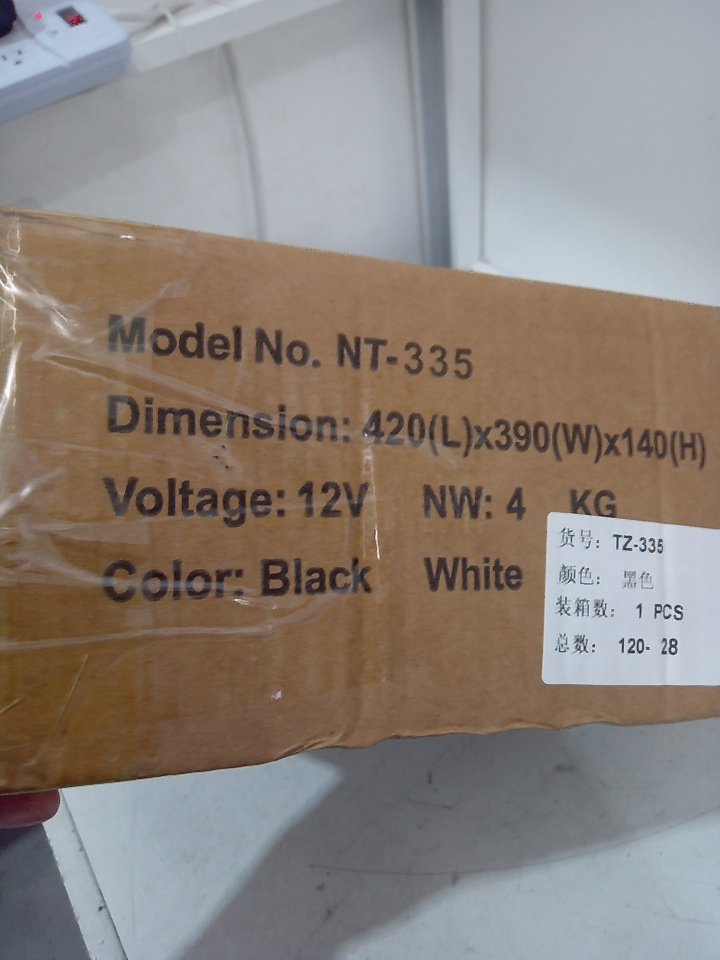 Model No. NT-335
Dimension: 420(L)x390(W)x140(H)
Voltage: 12V NW: 4 KG
Color: Black White
货号: TZ-335
颜色: 黑色
装箱数: 1 PCS
总数: 120- 28